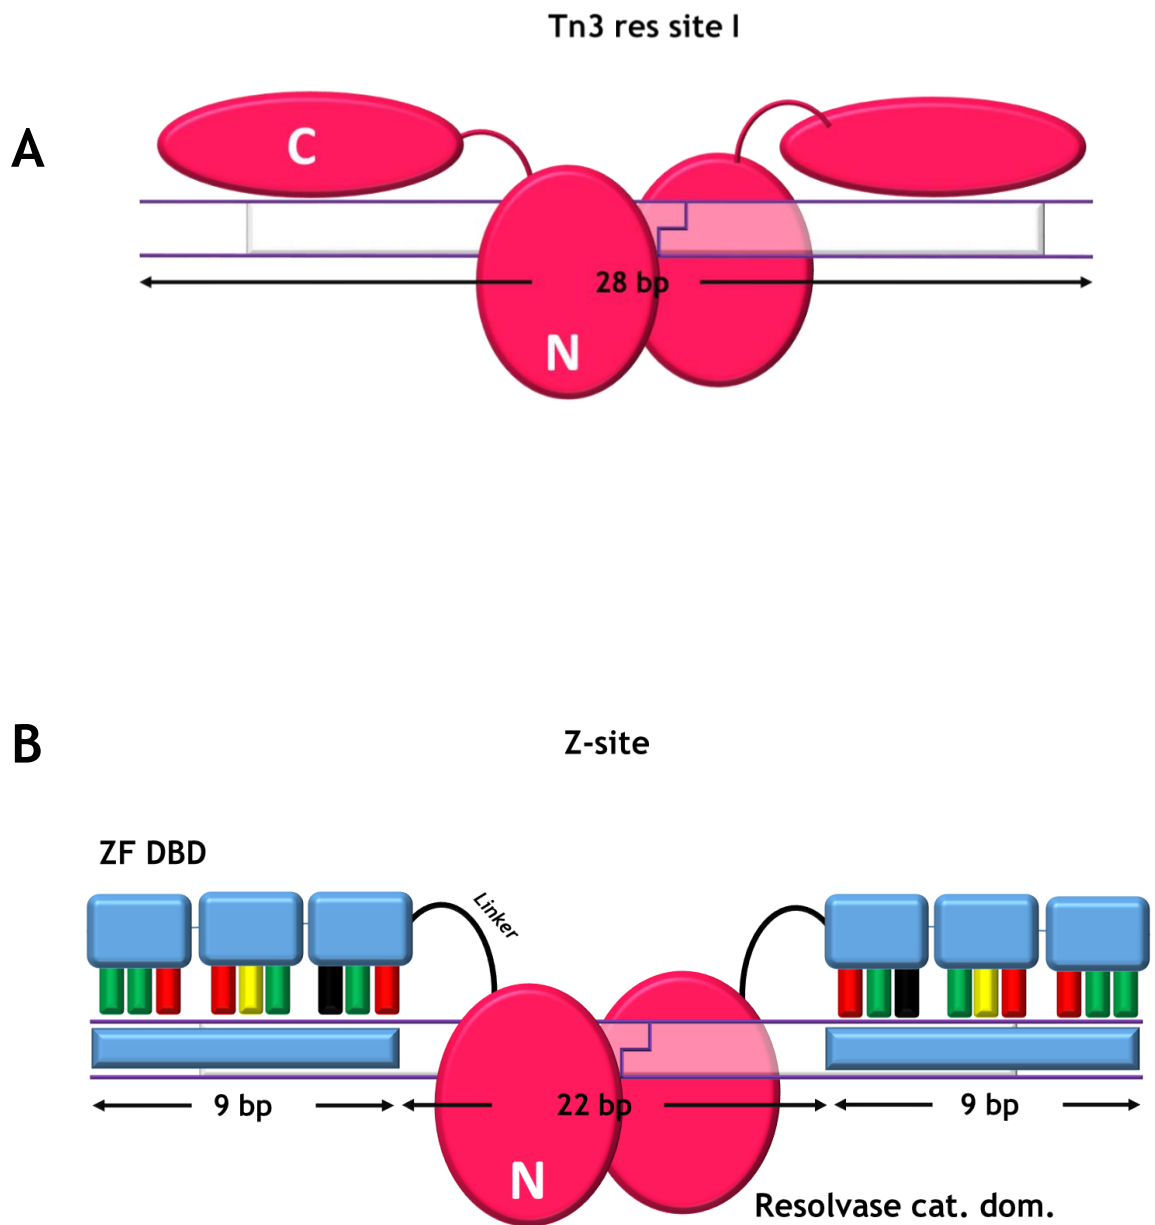 Tn3 res site I
A
C
28 bp
N
B
Z-site
ZF DBD
Linker
9 bp
22 bp
9 bp
N
Resolvase cat. dom.